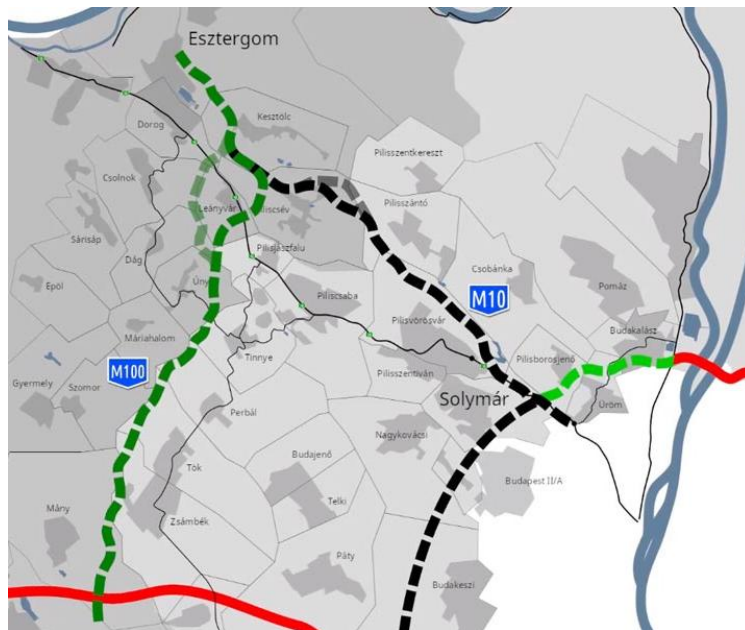 Esztergom
Kesztölc
Dorog
Pilisszentkereszt
Csolnok
Leányvár
Piliscsév
Pilisszántó
Sárisáp
Pilisjászfalu
Dág
Csobánka
Epöl
Úny
Piliscsaba
M10
Pomáz
Máriahalom
Pilisvörösvár
Budakalász
Tinnye
Pilisborosjenő
M100
Gyermely
Szomor
Pilisszentiván
Solymár
Üröm
Perbál
Nagykovácsi
Budajenő
Tök
Budapest II/A
Telki
Mány
Zsámbék
Páty
Budakeszi